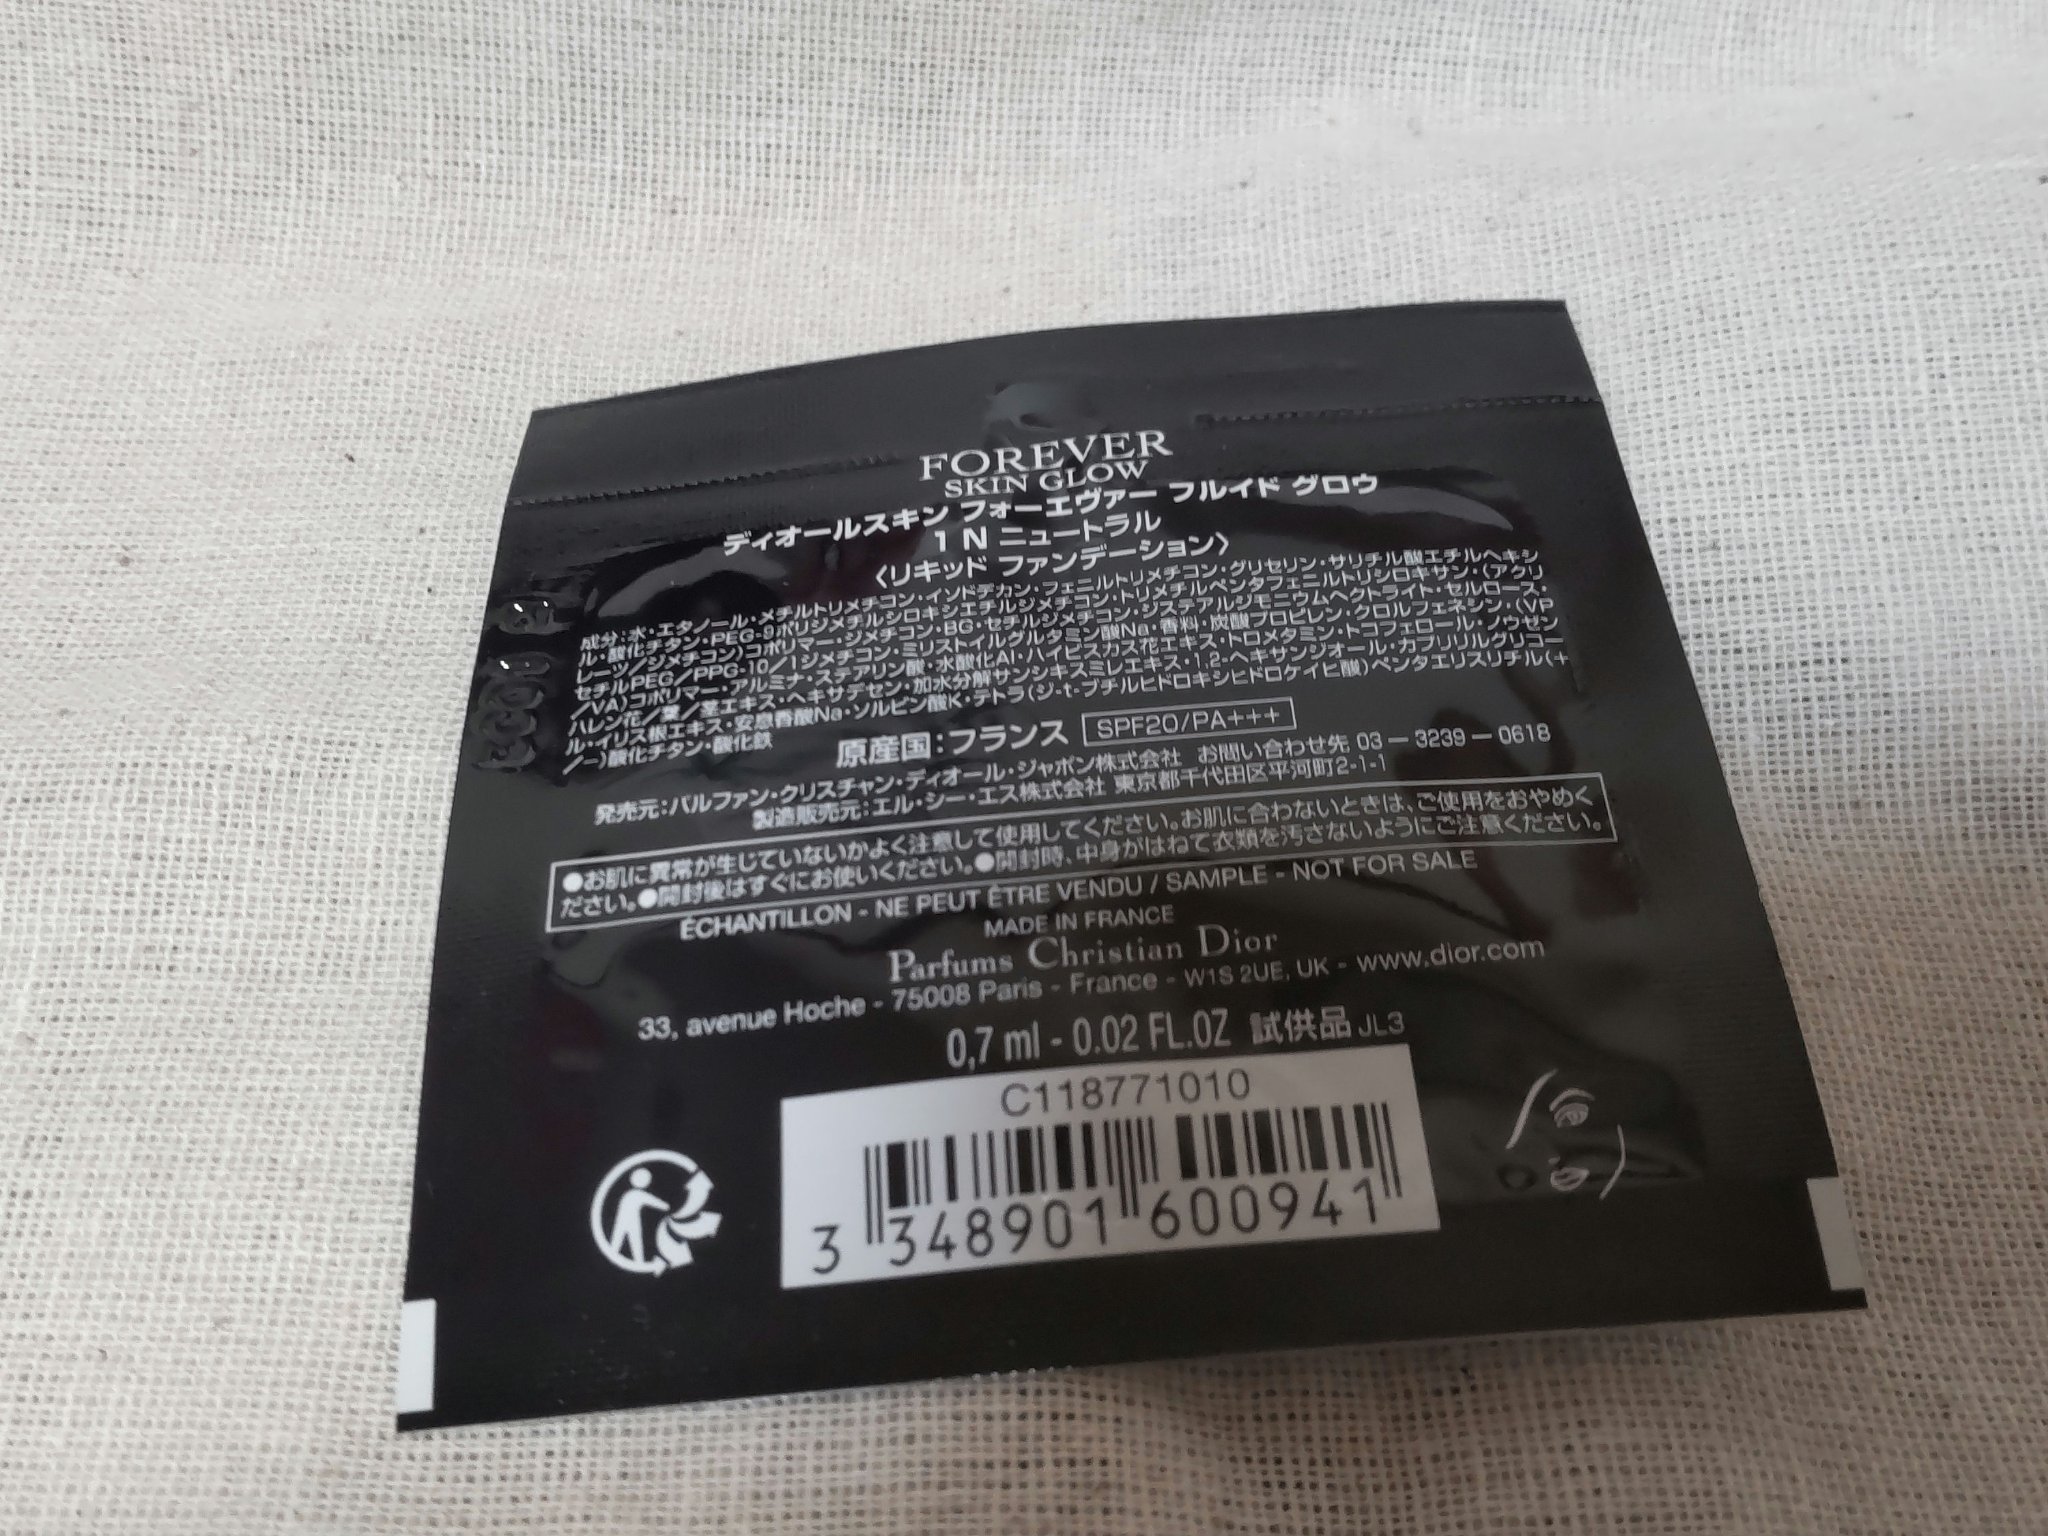 FOREVER
SKIN GLOW
ディオールスキン フォーエヴァー フルイド グロウ
1 N ニュートラル
〈リキッド ファンデーション〉
成分：水・エタノール・メチルトリメチコン・インドデカン・フェニルトリメチコン・グリセリン・サリチル酸エチルヘキシ
ル・酸化チタン・PEG-9ポリジメチルシロキシエチルジメチコン・トリメチルペンタフェニルトリシロキサン・(アクリ
レーツ／ジメチコン)コポリマー・ジメチコン・BG・セチルジメチコン・ジステアルジモニウムヘクトライト・セルロース・
セチルPEG／PPG-10／1ジメチコン・ミリストイルグルタミン酸Na・香料・炭酸プロピレン・クロルフェネシン・(VP
／VA)コポリマー・アルミナ・ステアリン酸・水酸化Al・ハイビスカス花エキス・トロメタミン・トコフェロール・ノウゼン
ハレン花／葉／茎エキス・ヘキサデセン・加水分解サンシキスミレエキス・1,2-ヘキサンジオール・カプリリルグリコー
ル・イリス根エキス・安息香酸Na・ソルビン酸K・テトラ(ジ-t-ブチルヒドロキシヒドロケイヒ酸)ペンタエリスリチル(＋
／−)酸化チタン・酸化鉄
原産国：フランス SPF20/PA+++
発売元：パルファン・クリスチャン・ディオール・ジャポン株式会社 お問い合わせ先 03－3239－0618
製造販売元：エル・シー・エス株式会社 東京都千代田区平河町2-1-1
●お肌に異常が生じていないかよく注意して使用してください。お肌に合わないときは、ご使用をおやめく
ださい。●開封後はすぐにお使いください。●開封時、中身がはねて衣類を汚さないようにご注意ください。
ÉCHANTILLON - NE PEUT ÊTRE VENDU / SAMPLE - NOT FOR SALE
MADE IN FRANCE
Parfums Christian Dior
33, avenue Hoche - 75008 Paris - France - W1S 2UE, UK - www.dior.com
0,7 ml - 0.02 FL.OZ 試供品 JL3
C118771010
3 348901 600941